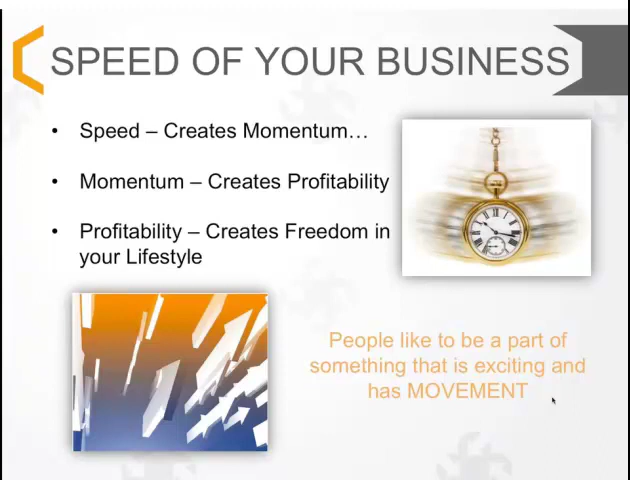 SPEED OF YOUR BUSINESS
• Speed – Creates Momentum…
• Momentum – Creates Profitability
• Profitability – Creates Freedom in
your Lifestyle
People like to be a part of
something that is exciting and
has MOVEMENT